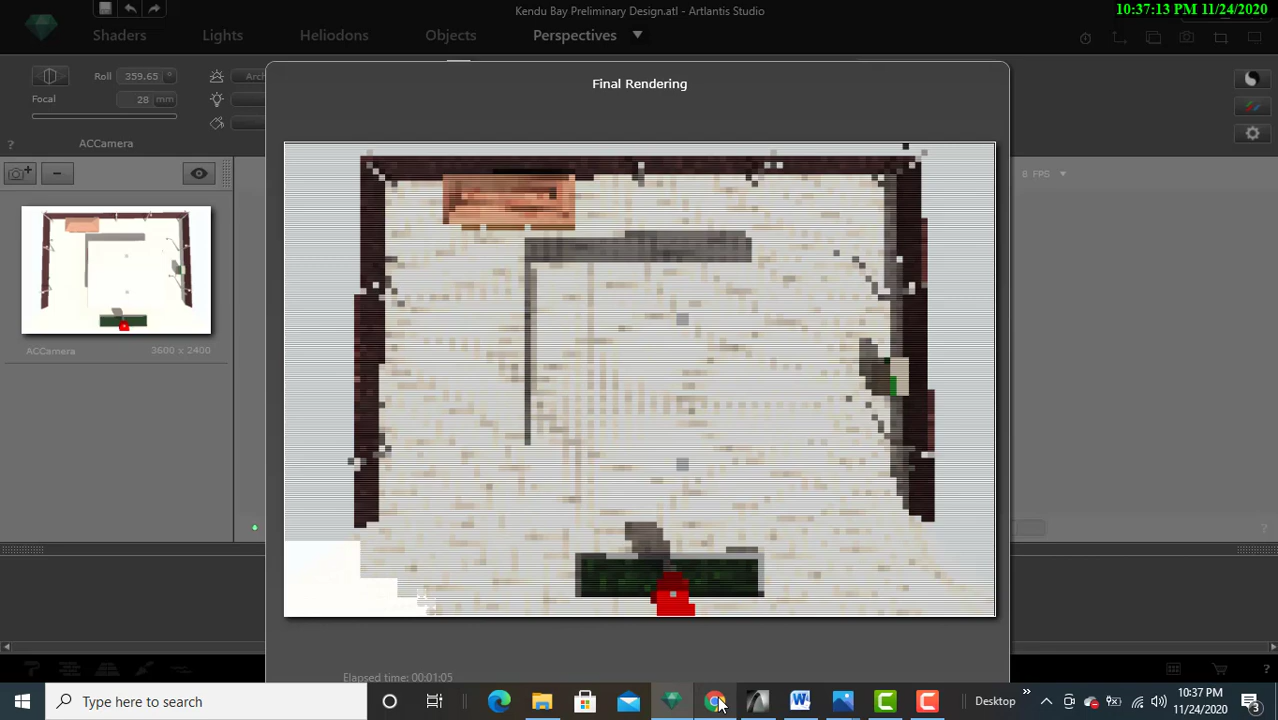 Kendu Bay Preliminary Design.atl - Artlantis Studio
10:37:13 PM 11/24/2020
Shaders Lights Heliodons Objects Perspectives
Roll 359.65 ° Arch
Focal 28 mm
? ACCamera
Final Rendering
8 FPS
ACCamera 3600 x 2400
?
Elapsed time: 00:01:05
Type here to search
Desktop
10:37 PM
11/24/2020
3